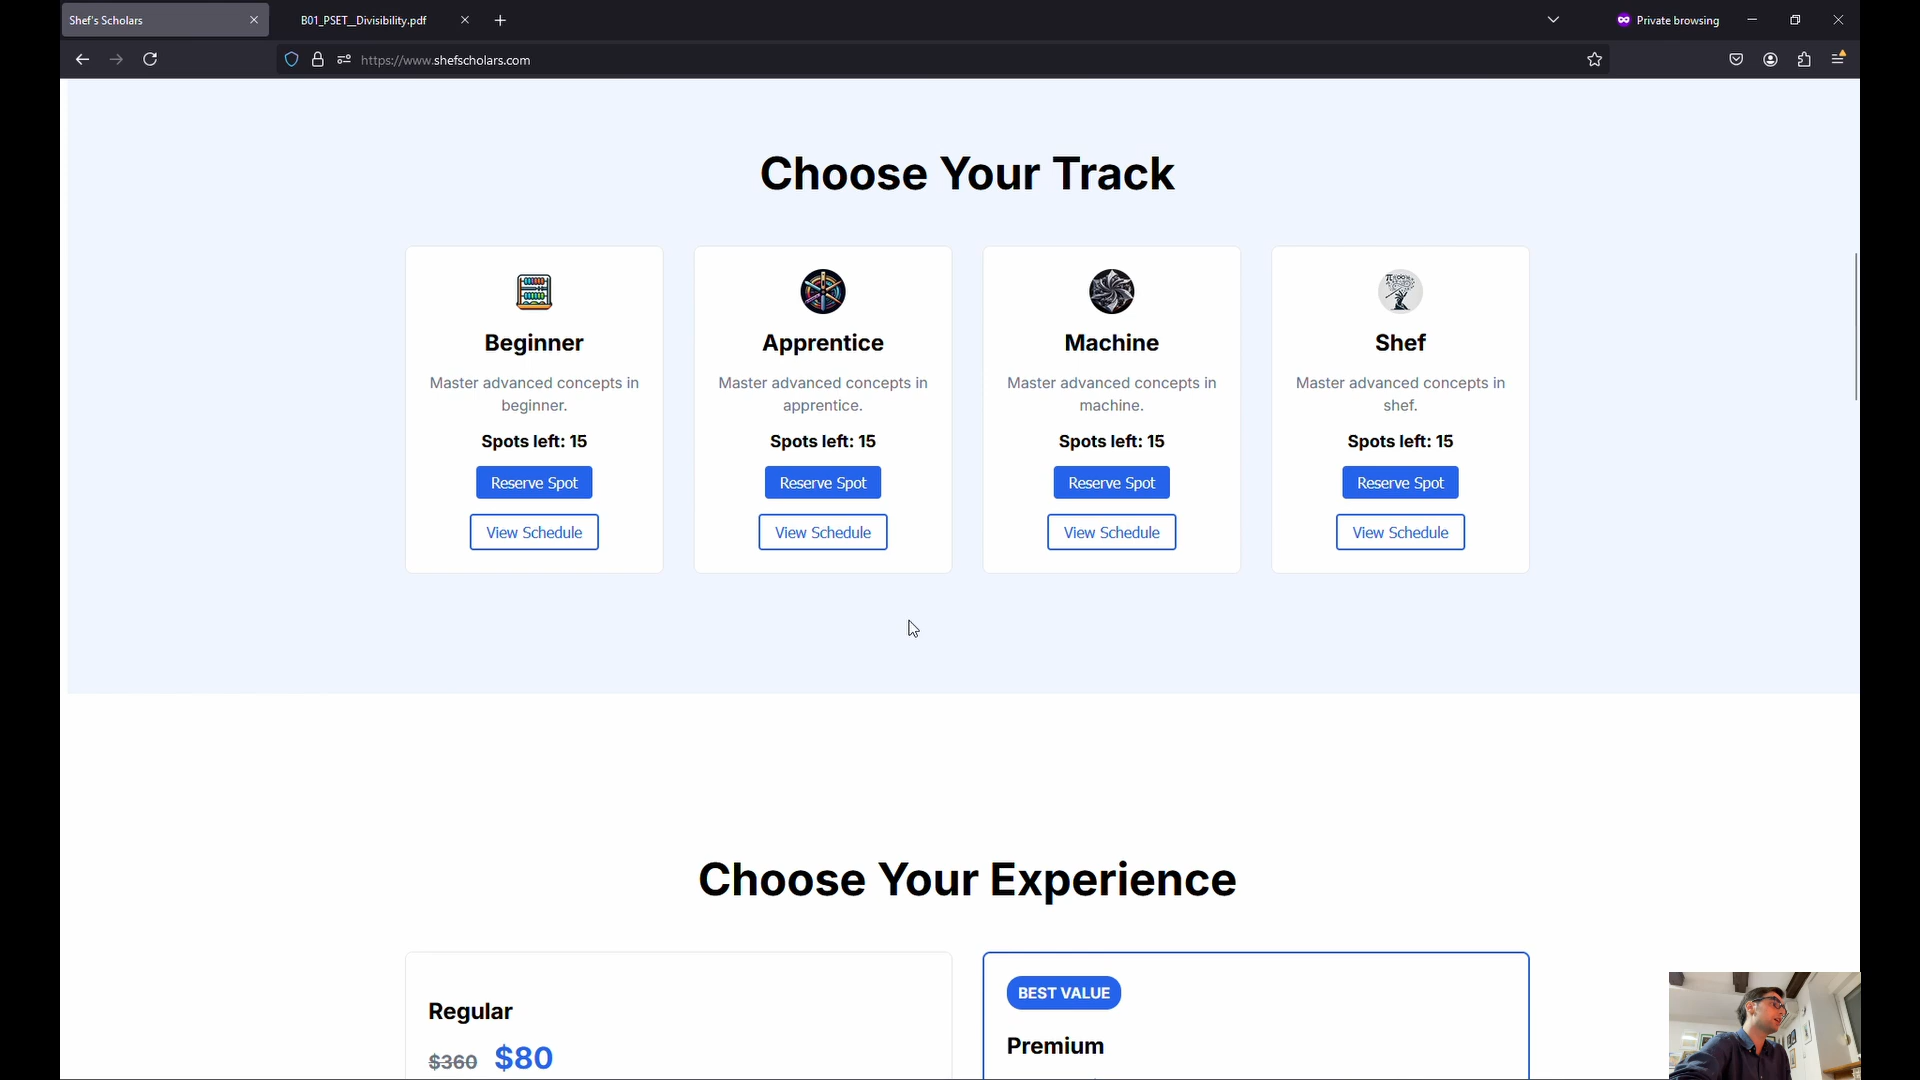 Shef's Scholars
B01_PSET__Divisibility.pdf
Private browsing
https://www.shefscholars.com
Choose Your Track
Beginner
Master advanced concepts in
beginner.
Spots left: 15
Reserve Spot
View Schedule
Apprentice
Master advanced concepts in
apprentice.
Spots left: 15
Reserve Spot
View Schedule
Machine
Master advanced concepts in
machine.
Spots left: 15
Reserve Spot
View Schedule
Shef
Master advanced concepts in
shef.
Spots left: 15
Reserve Spot
View Schedule
Choose Your Experience
Regular
$360 $80
BEST VALUE
Premium